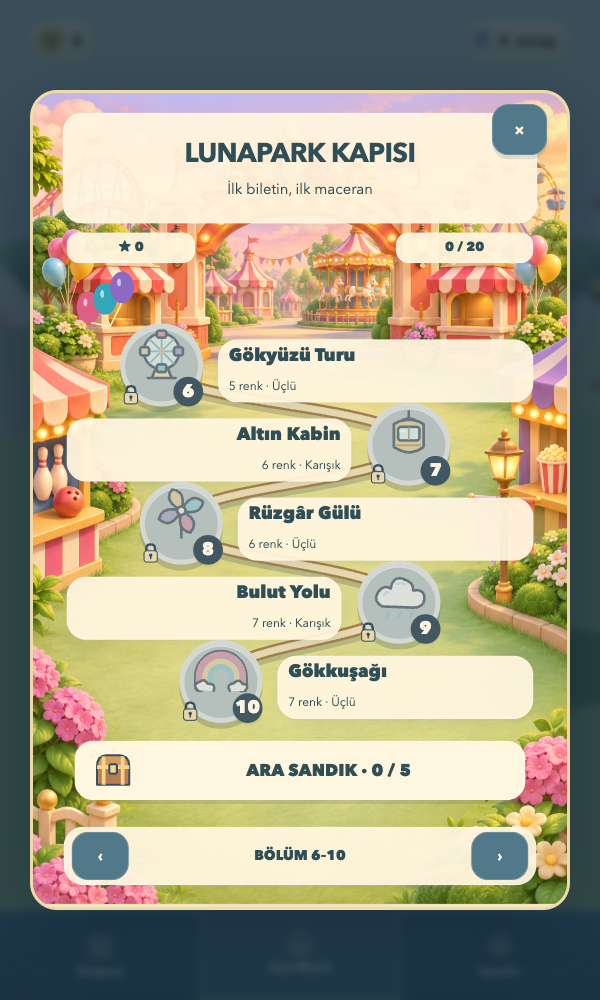 LUNAPARK KAPISI
×
İlk biletin, ilk maceran
★ 0
0 / 20
Gökyüzü Turu
5 renk · Üçlü
6
Altın Kabin
6 renk · Karışık
7
Rüzgâr Gülü
6 renk · Üçlü
8
Bulut Yolu
7 renk · Karışık
9
Gökkuşağı
7 renk · Üçlü
10
ARA SANDIK • 0 / 5
‹
BÖLÜM 6–10
›